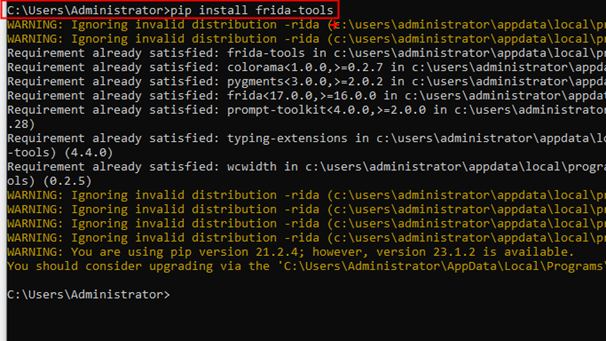 C:\Users\Administrator>pip install frida-tools
WARNING: Ignoring invalid distribution -rida (c:\users\administrator\appdata\local\pr
WARNING: Ignoring invalid distribution -rida (c:\users\administrator\appdata\local\pr
Requirement already satisfied: frida-tools in c:\users\administrator\appdata\local\pr
Requirement already satisfied: colorama<1.0.0,>=0.2.7 in c:\users\administrator\appda
Requirement already satisfied: pygments<3.0.0,>=2.0.2 in c:\users\administrator\appda
Requirement already satisfied: frida<17.0.0,>=16.0.0 in c:\users\administrator\appdat
Requirement already satisfied: prompt-toolkit<4.0.0,>=2.0.0 in c:\users\administrator
.28)
Requirement already satisfied: typing-extensions in c:\users\administrator\appdata\lo
-tools) (4.4.0)
Requirement already satisfied: wcwidth in c:\users\administrator\appdata\local\progra
ols) (0.2.5)
WARNING: Ignoring invalid distribution -rida (c:\users\administrator\appdata\local\pr
WARNING: Ignoring invalid distribution -rida (c:\users\administrator\appdata\local\pr
WARNING: Ignoring invalid distribution -rida (c:\users\administrator\appdata\local\pr
WARNING: Ignoring invalid distribution -rida (c:\users\administrator\appdata\local\pr
WARNING: You are using pip version 21.2.4; however, version 23.1.2 is available.
You should consider upgrading via the 'C:\Users\Administrator\AppData\Local\Programs\
C:\Users\Administrator>